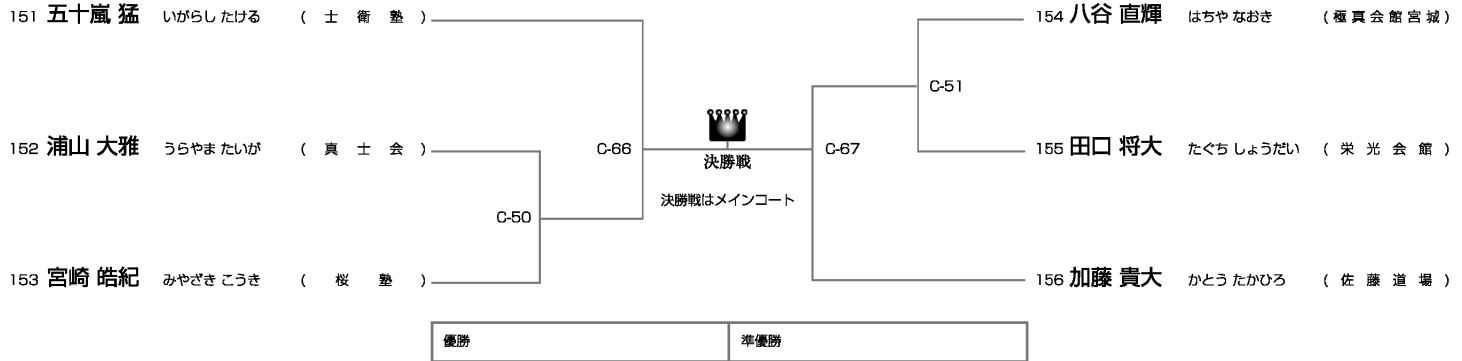 151 五十嵐 猛 いがらし たける ( 士 衛 塾 )
154 八谷 直輝 はちや なおき ( 極 真 会 館 宮 城 )
C-51
152 浦山 大雅 うらやま たいが ( 真 士 会 )
C-66
決勝戦
C-67
155 田口 将大 たぐち しょうだい ( 栄 光 会 館 )
決勝戦はメインコート
C-50
153 宮崎 皓紀 みやざき こうき ( 桜 塾 )
156 加藤 貴大 かとう たかひろ ( 佐 藤 道 場 )
優勝
準優勝